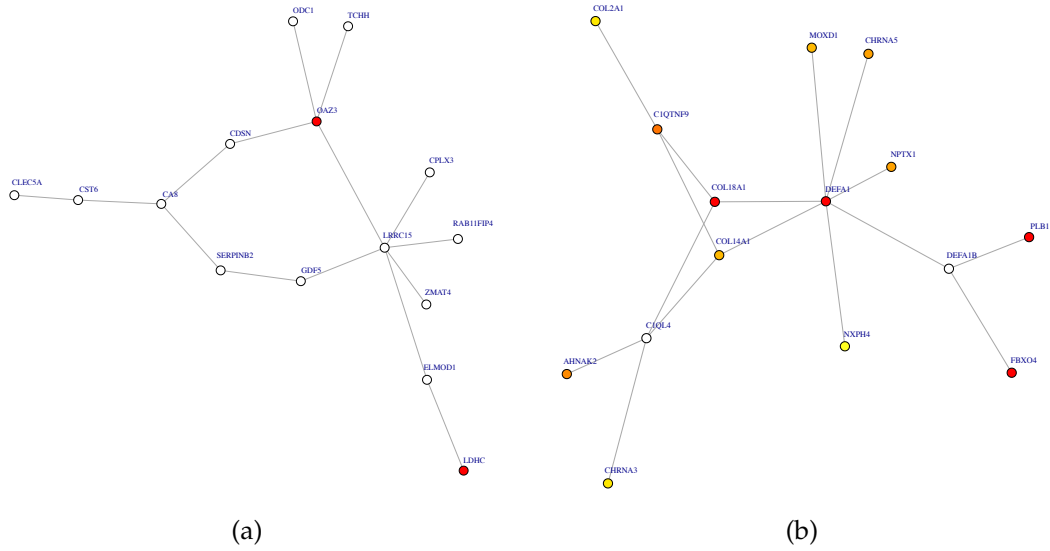 ODC1
TCHH
OAZ3
CDSN
CPLX3
CLEC5A
CST6
CA8
RAB11FIP4
LRRC15
SERPINB2
GDF5
ZMAT4
ELMOD1
LDHC
(a)
COL2A1
MOXD1
CHRNA5
C1QTNF9
NPTX1
COL18A1
DEFA1
PLB1
COL14A1
DEFA1B
C1QL4
NXPH4
AHNAK2
FBXO4
CHRNA3
(b)